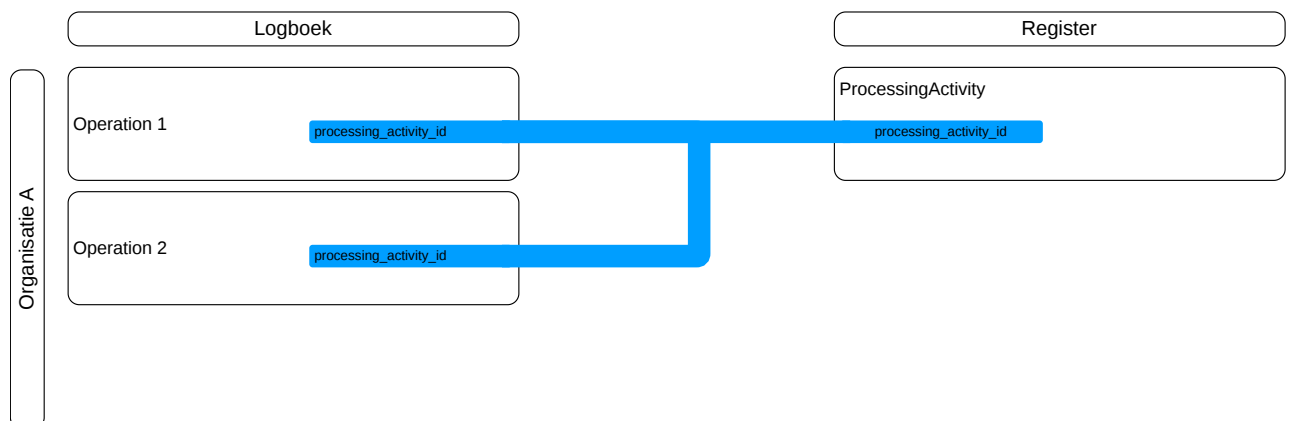 Logboek
Register
Organisatie A
Operation 1
processing_activity_id
ProcessingActivity
processing_activity_id
Operation 2
processing_activity_id